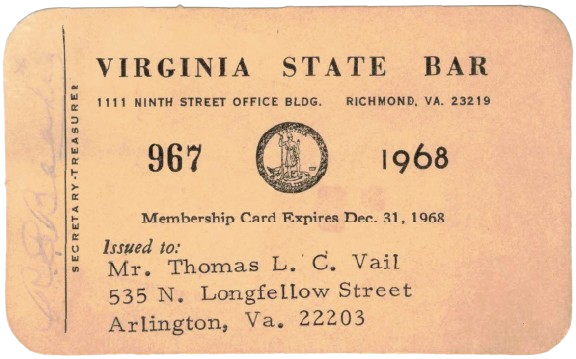 VIRGINIA STATE BAR
1111 NINTH STREET OFFICE BLDG. RICHMOND, VA. 23219
967 1968
Membership Card Expires Dec. 31, 1968
Issued to:
Mr. Thomas L. C. Vail
535 N. Longfellow Street
Arlington, Va. 22203
SECRETARY-TREASURER